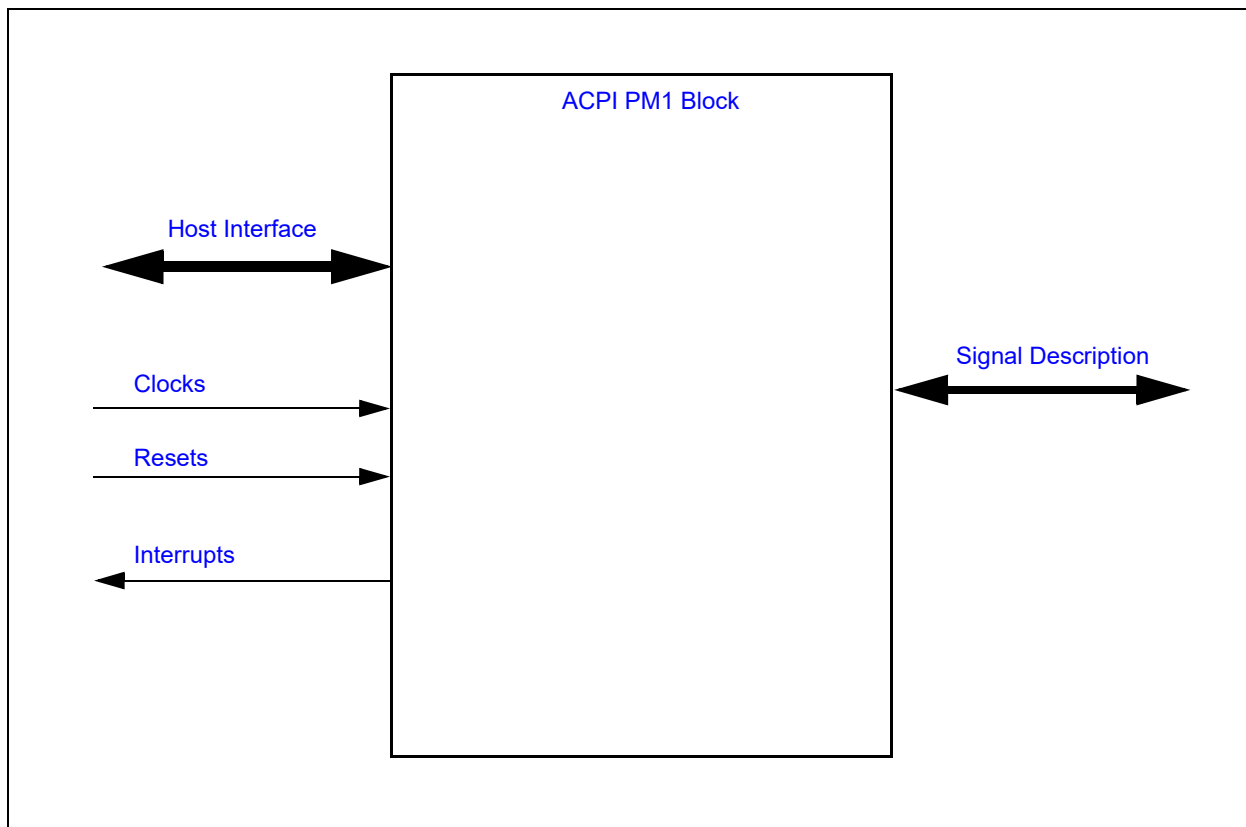 ACPI PM1 Block
Host Interface
Signal Description
Clocks
Resets
Interrupts